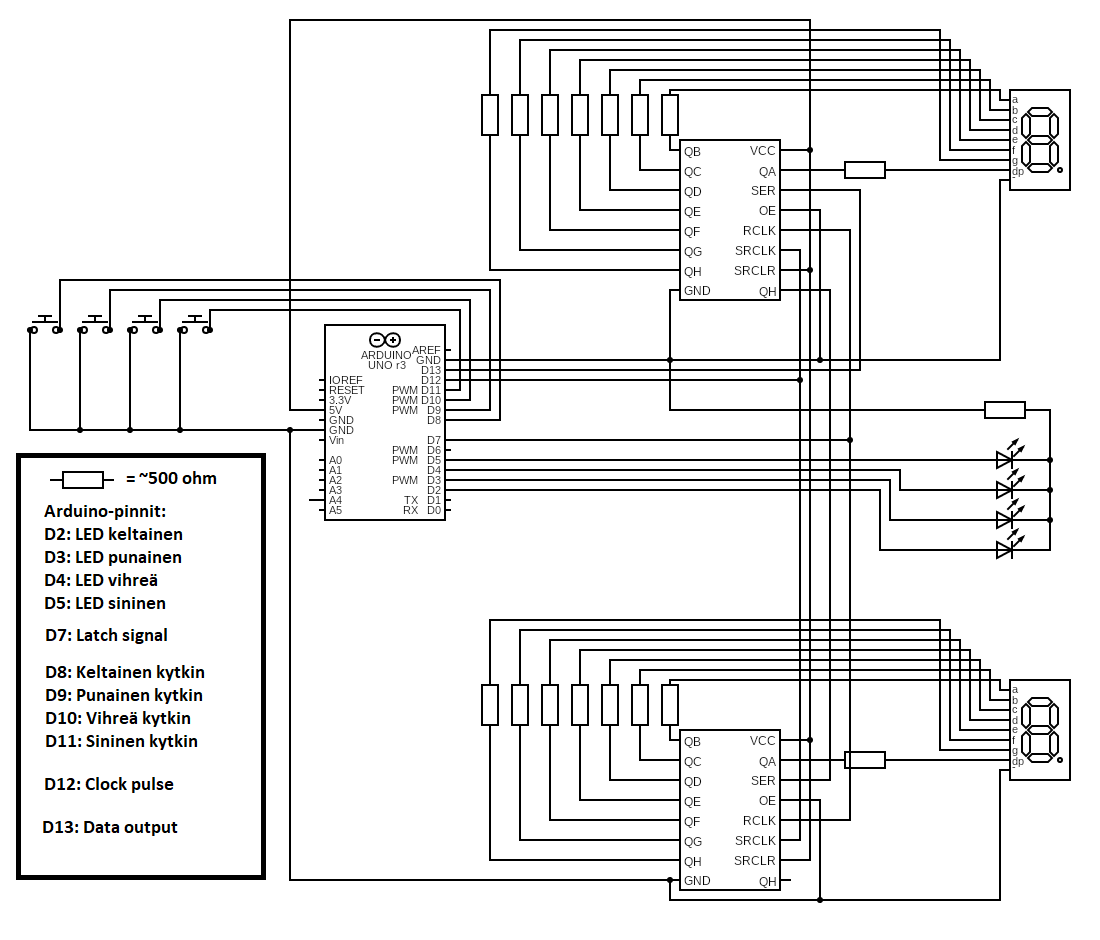 a
b
c
d
e
f
g
dp
-
QB VCC
QC QA
QD SER
QE OE
QF RCLK
QG SRCLK
QH SRCLR
GND QH
ARDUINO
UNO r3
AREF
GND
D13
IOREF D12
RESET PWM D11
3.3V PWM D10
5V PWM D9
GND D8
GND
Vin D7
PWM D6
A0 PWM D5
A1 D4
A2 PWM D3
A3 D2
A4 TX D1
A5 RX D0
= ~500 ohm
Arduino-pinnit:
D2: LED keltainen
D3: LED punainen
D4: LED vihreä
D5: LED sininen
D7: Latch signal
D8: Keltainen kytkin
D9: Punainen kytkin
D10: Vihreä kytkin
D11: Sininen kytkin
D12: Clock pulse
D13: Data output
a
b
c
d
e
f
g
dp
-
QB VCC
QC QA
QD SER
QE OE
QF RCLK
QG SRCLK
QH SRCLR
GND QH